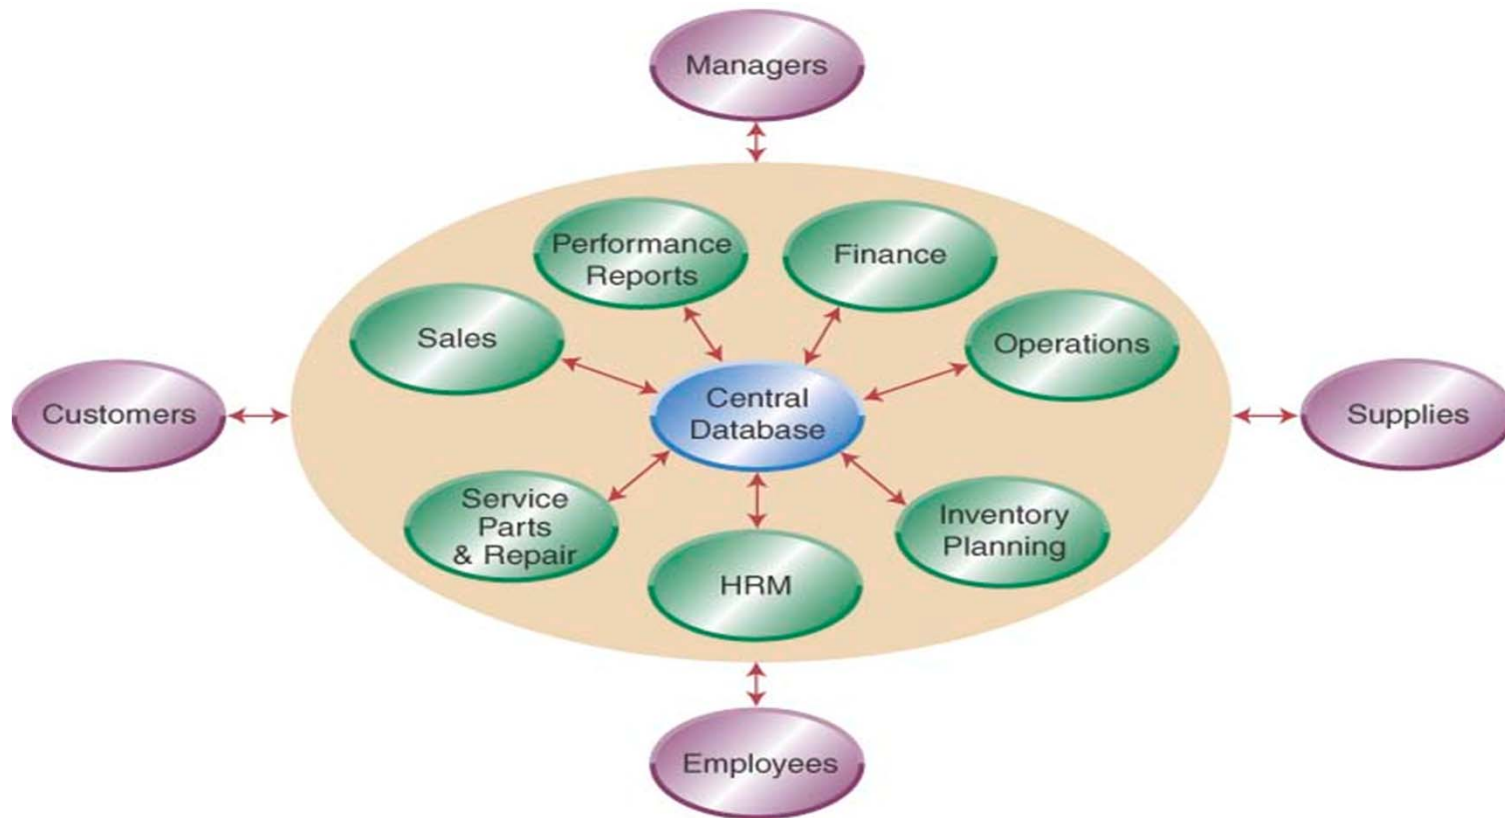 Managers
Performance
Reports
Finance
Sales
Operations
Customers
Central
Database
Supplies
Service
Parts
& Repair
Inventory
Planning
HRM
Employees